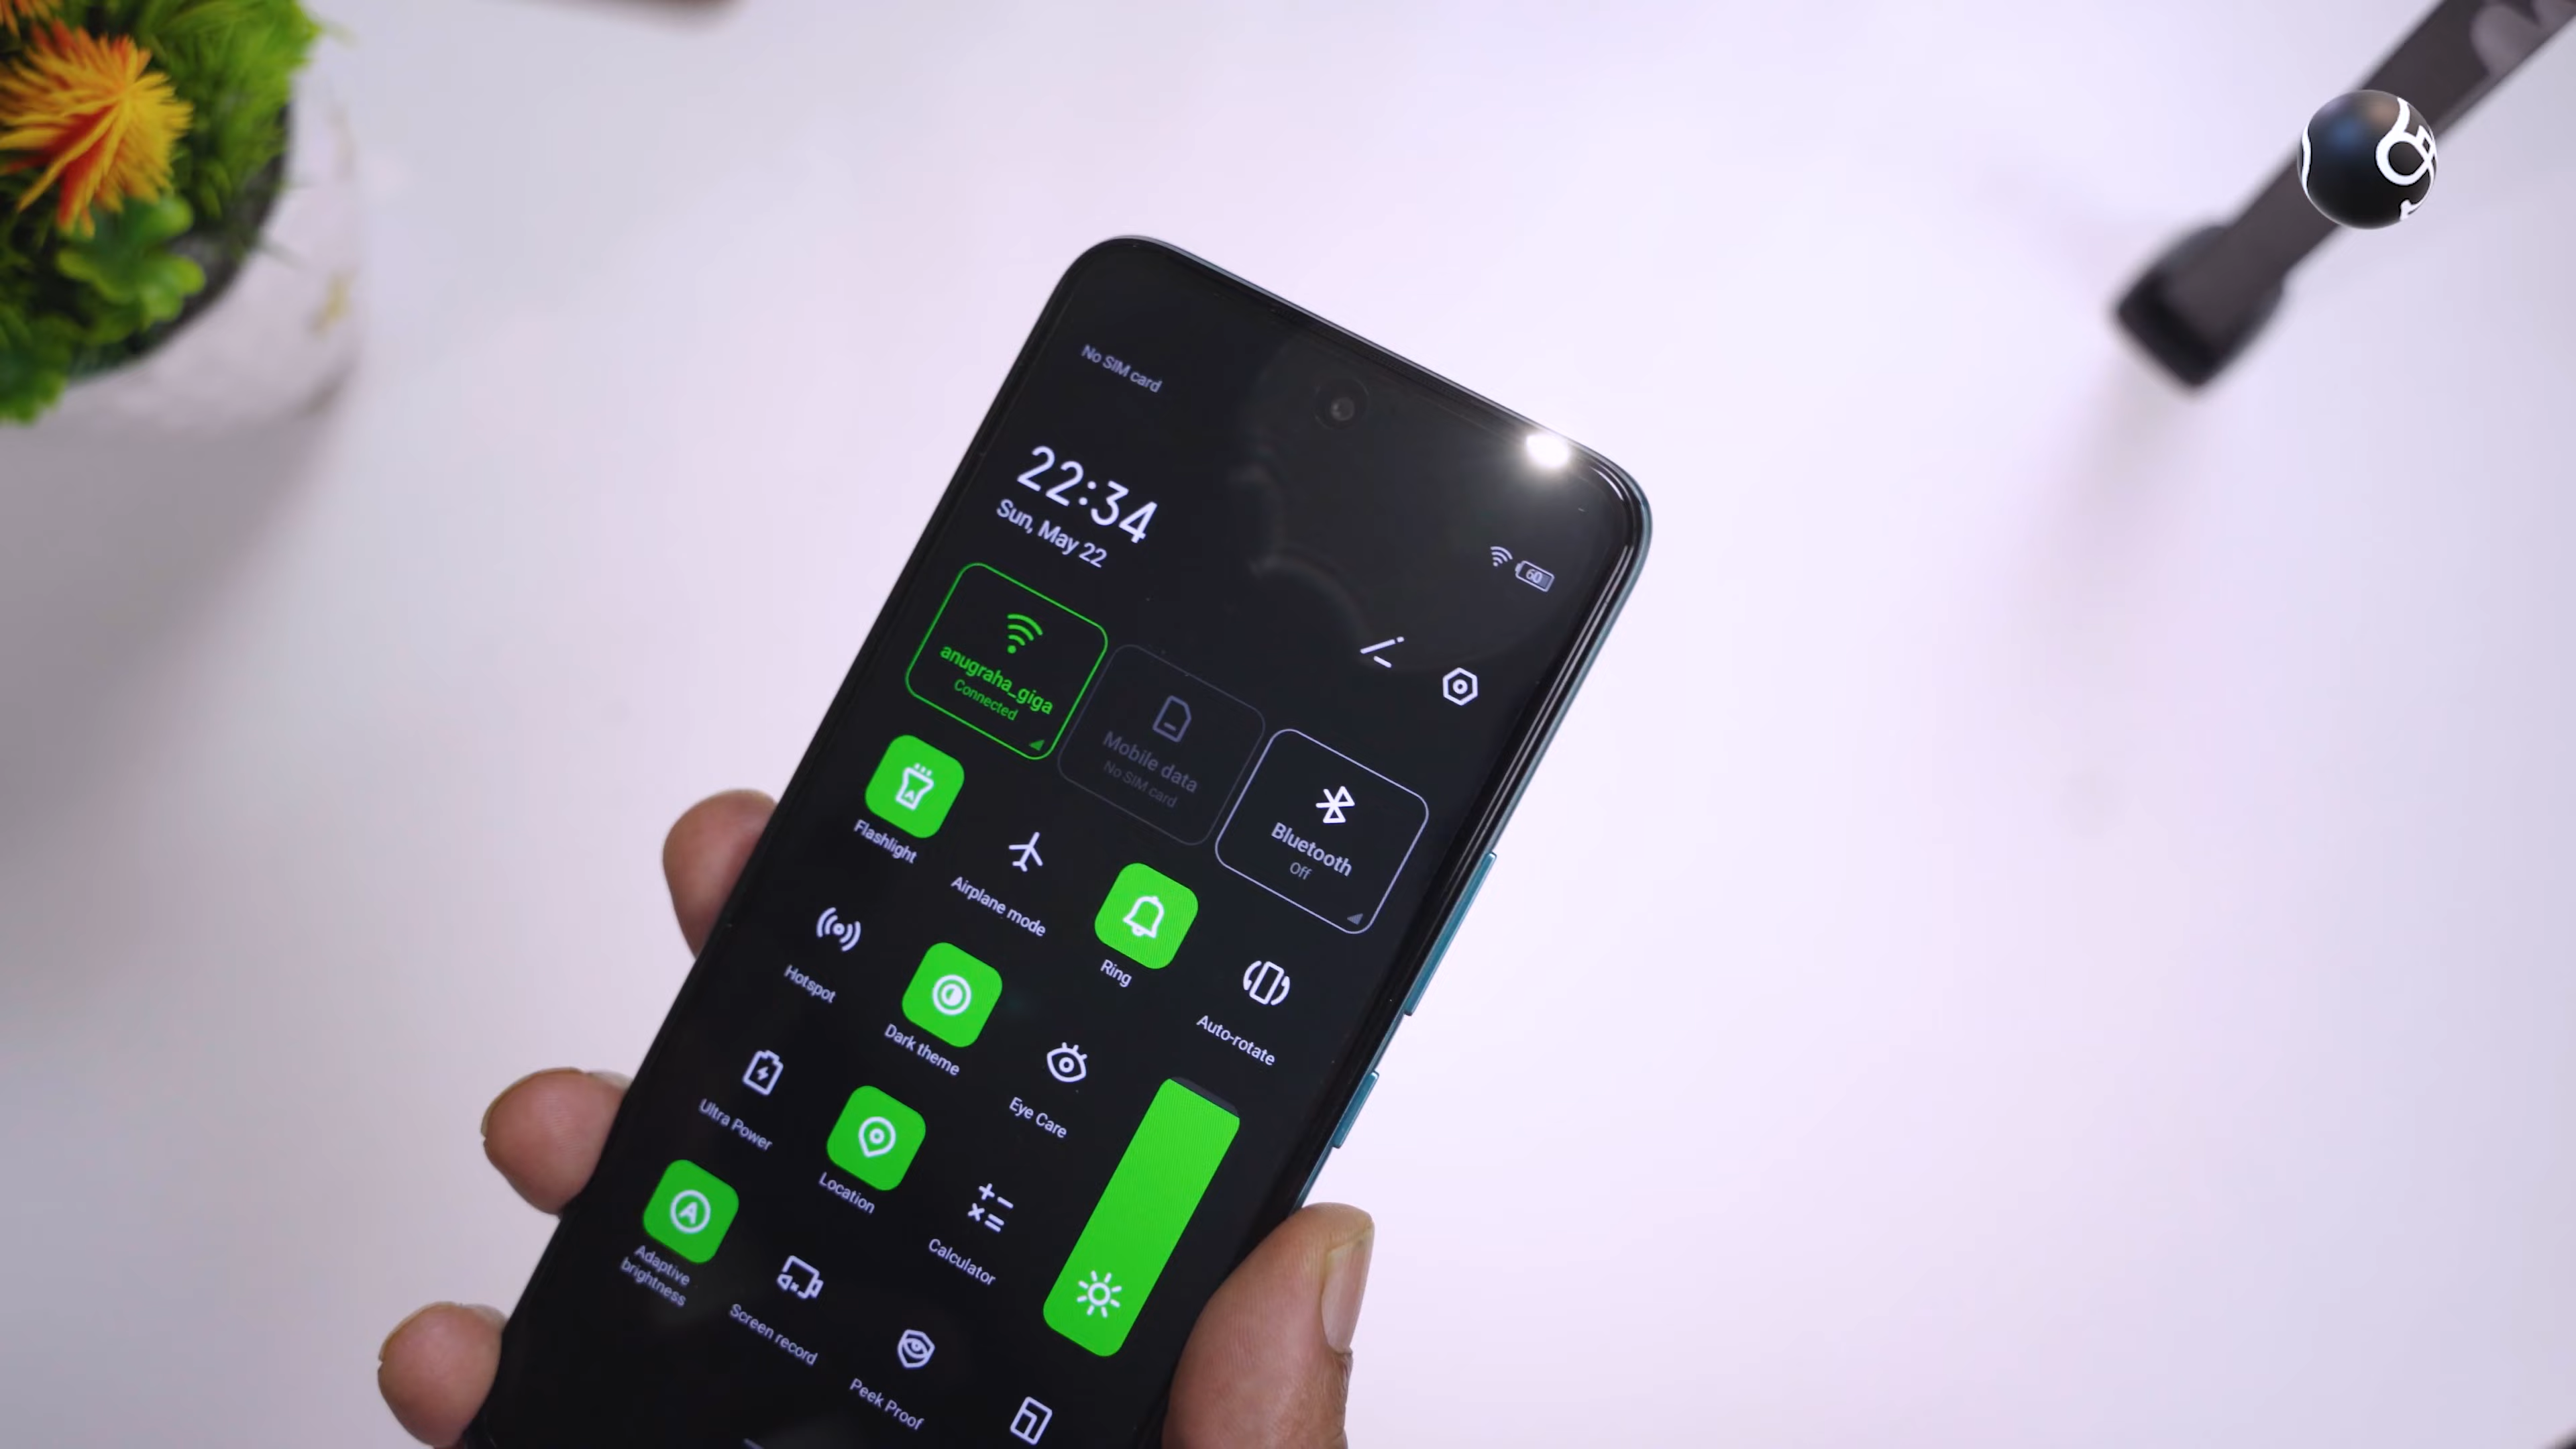 No SIM card
22:34
Sun, May 22
60
anugraha_giga
Connected
Mobile data
No SIM card
Bluetooth
Off
Flashlight
Airplane mode
Ring
Auto-rotate
Hotspot
Dark theme
Eye Care
Ultra Power
Location
Calculator
Adaptive
brightness
Screen record
Peek Proof